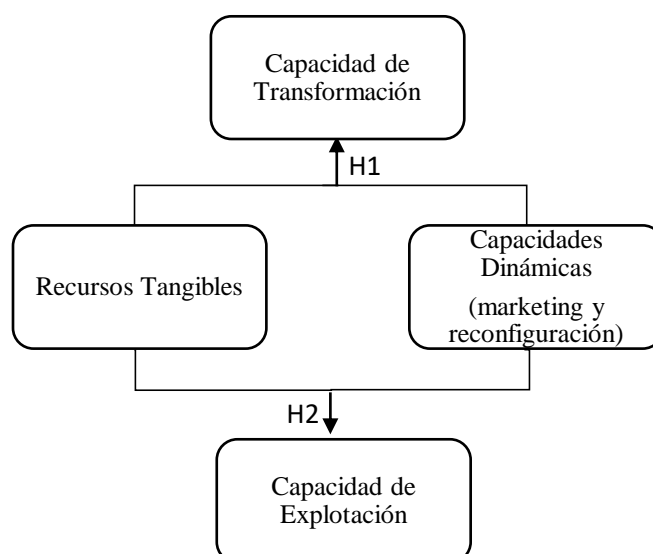 Capacidad de
Transformación
H1
Recursos Tangibles
Capacidades
Dinámicas
(marketing y
reconfiguración)
H2
Capacidad de
Explotación